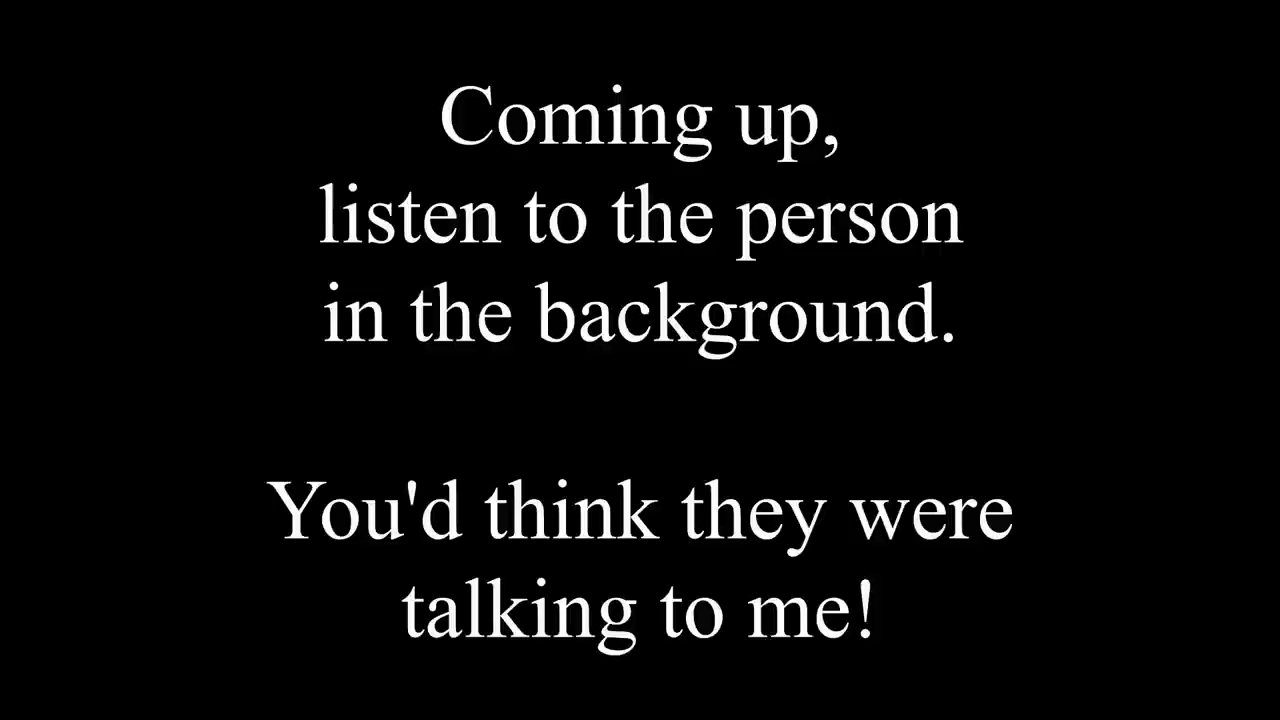 Coming up,
listen to the person
in the background.
You'd think they were
talking to me!